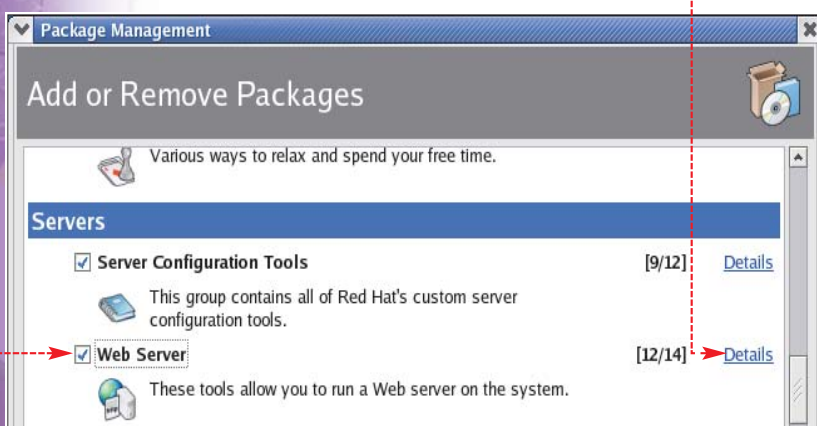 Package Management
Add or Remove Packages
Various ways to relax and spend your free time.
Servers
Server Configuration Tools [9/12] Details
This group contains all of Red Hat's custom server
configuration tools.
Web Server [12/14] Details
These tools allow you to run a Web server on the system.